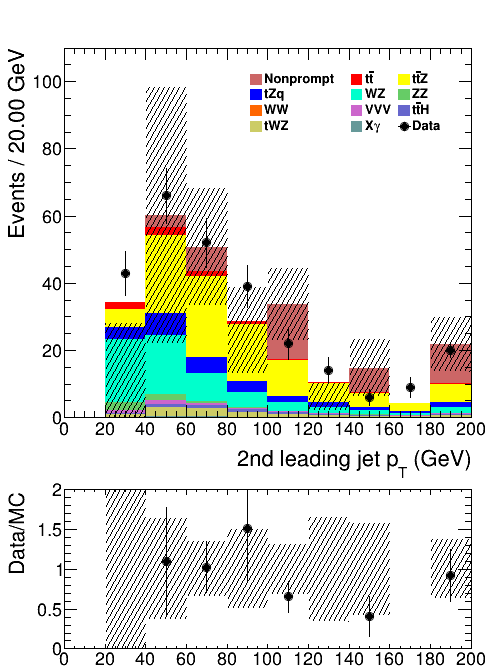 Events / 20.00 GeV
100
80
60
40
20
0
Nonprompt tt̄ tt̄Z
tZq WZ ZZ
WW VVV tt̄H
tWZ Xγ Data
0 20 40 60 80 100 120 140 160 180 200
2nd leading jet p_T (GeV)
Data/MC
2
1.5
1
0.5
0
0 20 40 60 80 100 120 140 160 180 200